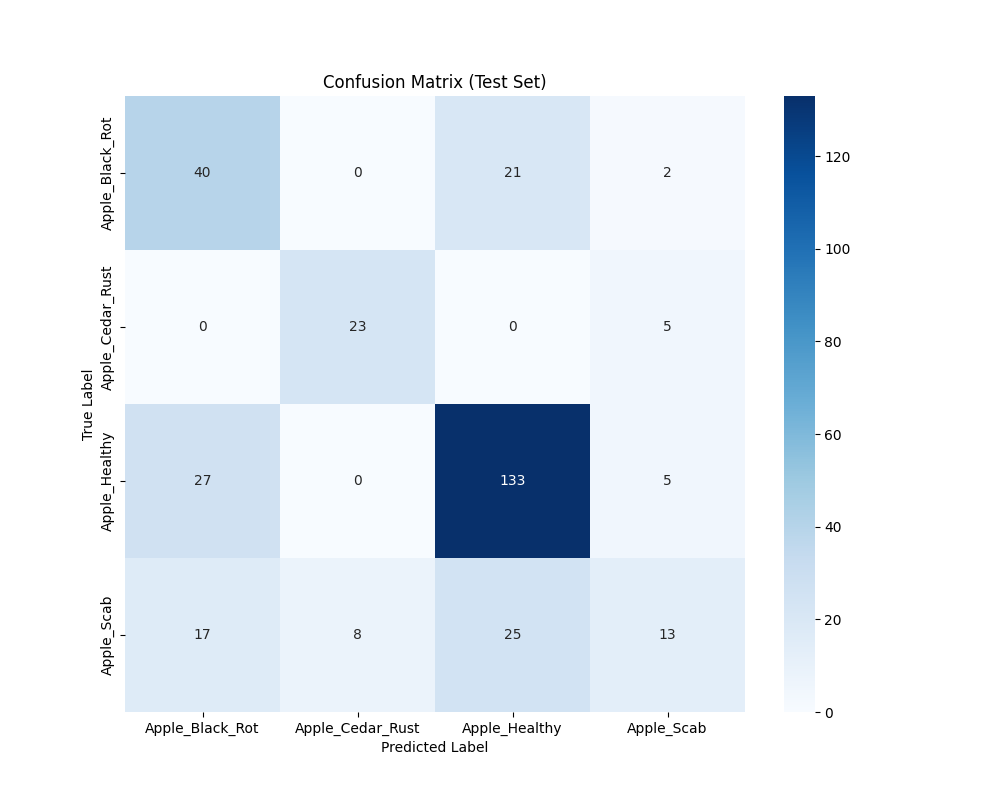 Confusion Matrix (Test Set)
True Label
Apple_Black_Rot
40 0 21 2
Apple_Cedar_Rust
0 23 0 5
Apple_Healthy
27 0 133 5
Apple_Scab
17 8 25 13
Apple_Black_Rot Apple_Cedar_Rust Apple_Healthy Apple_Scab
Predicted Label
120
100
80
60
40
20
0